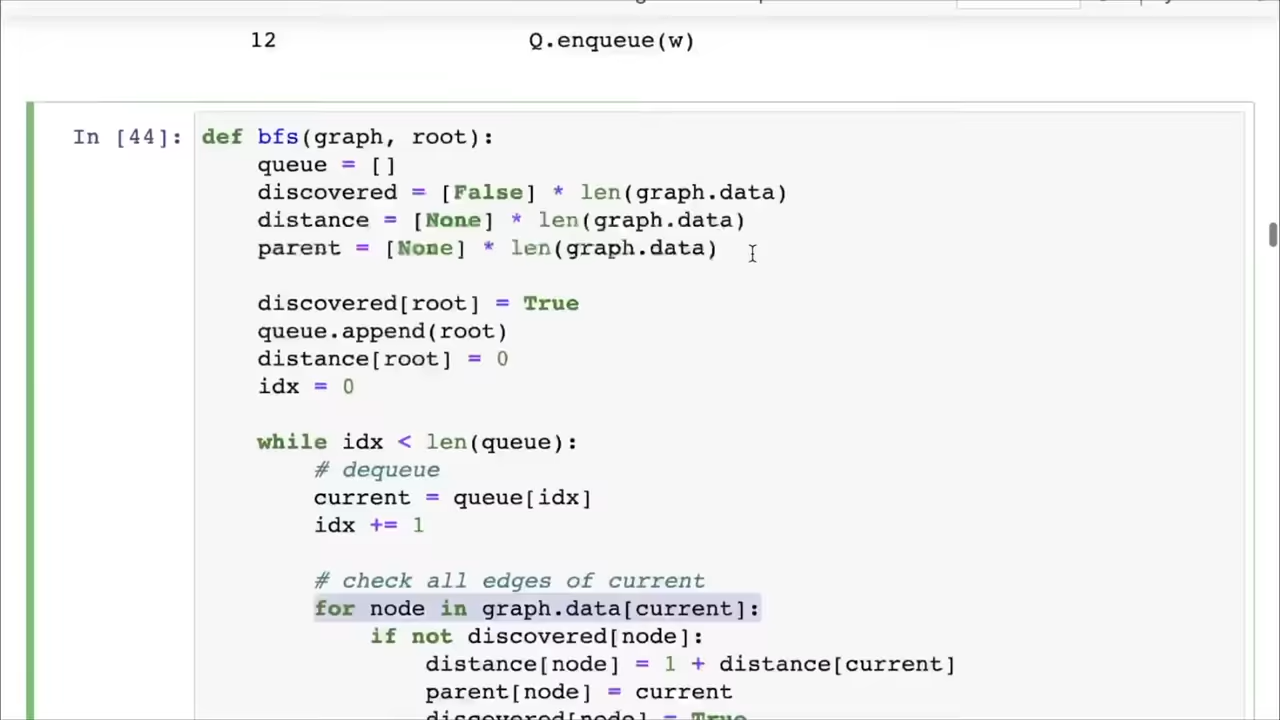 12 Q.enqueue(w)
In [44]: def bfs(graph, root):
queue = []
discovered = [False] * len(graph.data)
distance = [None] * len(graph.data)
parent = [None] * len(graph.data)
discovered[root] = True
queue.append(root)
distance[root] = 0
idx = 0
while idx < len(queue):
# dequeue
current = queue[idx]
idx += 1
# check all edges of current
for node in graph.data[current]:
if not discovered[node]:
distance[node] = 1 + distance[current]
parent[node] = current
discovered[node] = True